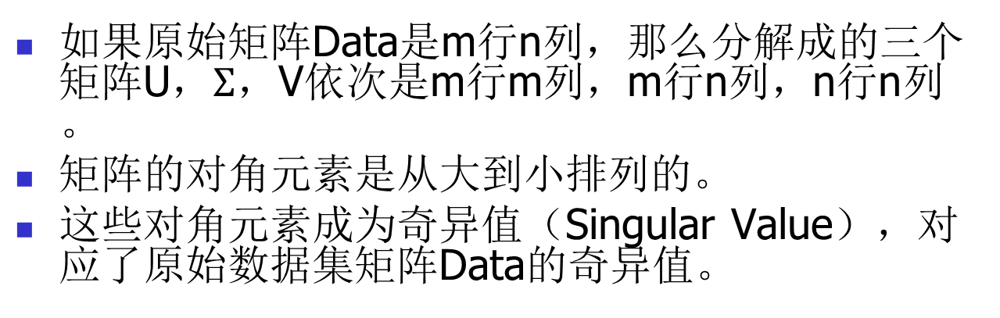 如果原始矩阵Data是m行n列，那么分解成的三个
矩阵U，Σ，V依次是m行m列，m行n列，n行n列
。
矩阵的对角元素是从大到小排列的。
这些对角元素成为奇异值（Singular Value），对
应了原始数据集矩阵Data的奇异值。